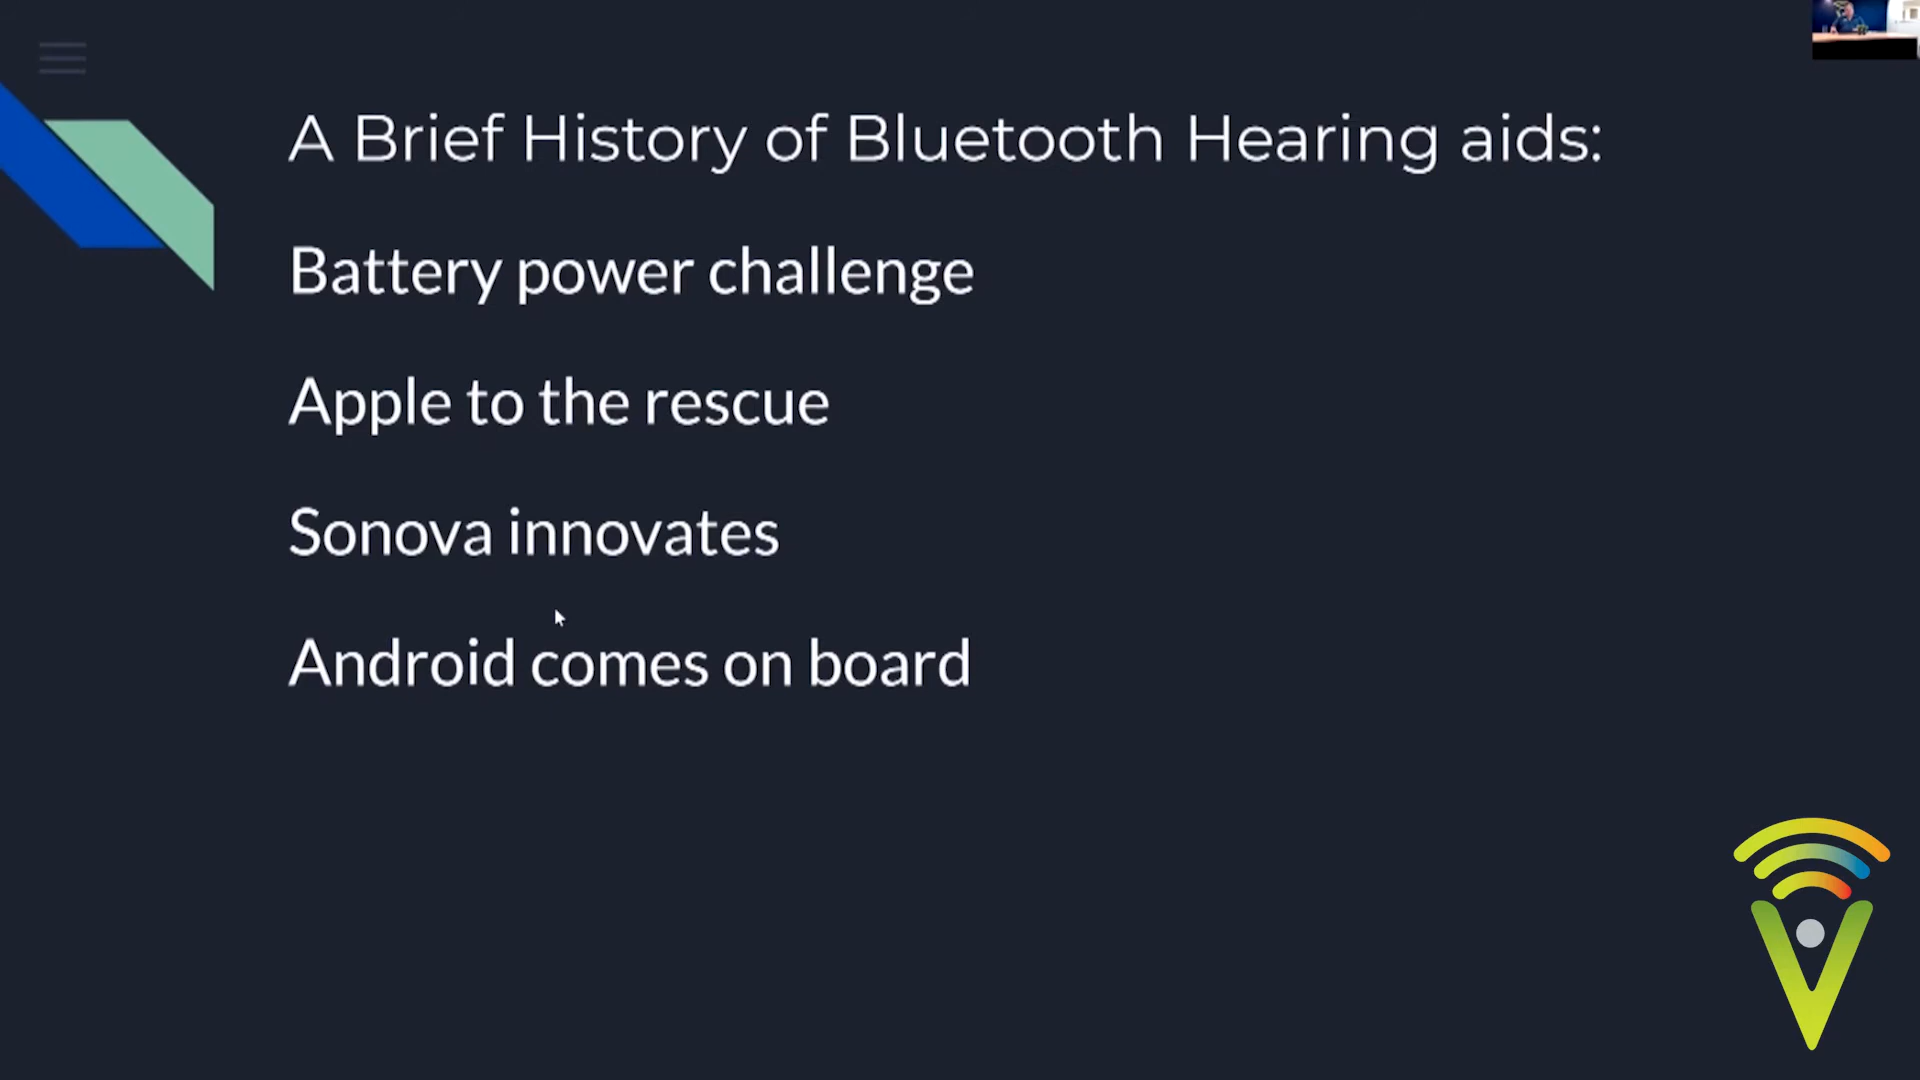 A Brief History of Bluetooth Hearing aids:
Battery power challenge
Apple to the rescue
Sonova innovates
Android comes on board